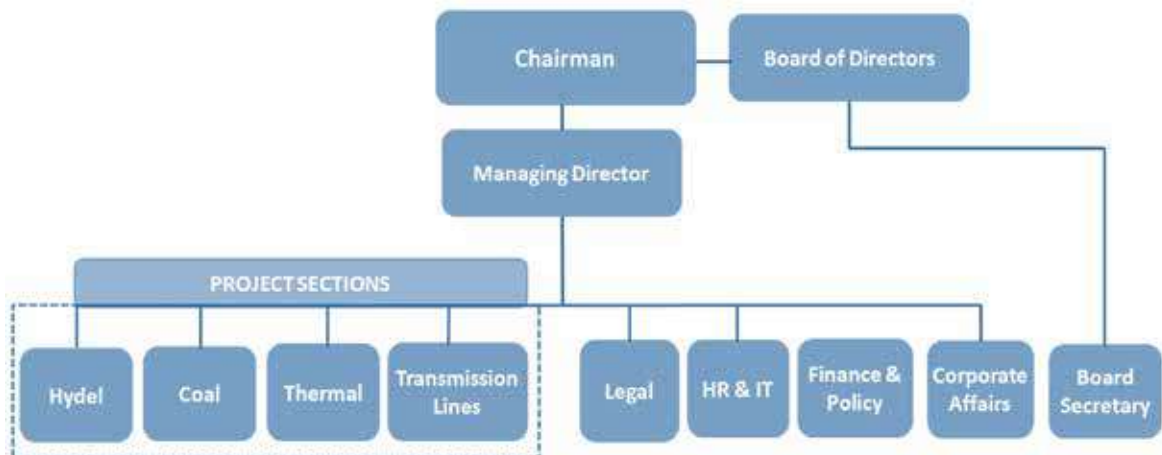 Chairman
Board of Directors
Managing Director
PROJECT SECTIONS
Hydel
Coal
Thermal
Transmission
Lines
Legal
HR & IT
Finance &
Policy
Corporate
Affairs
Board
Secretary